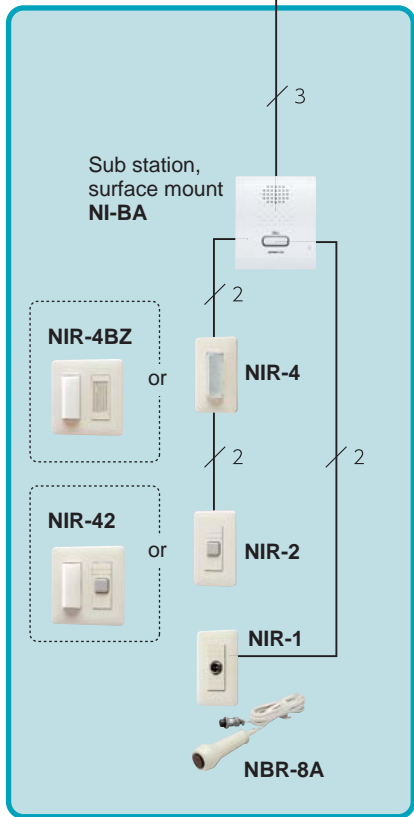 3
Sub station,
surface mount
NI-BA
2
NIR-4BZ
or
NIR-4
2
2
NIR-42
or
NIR-2
NIR-1
NBR-8A